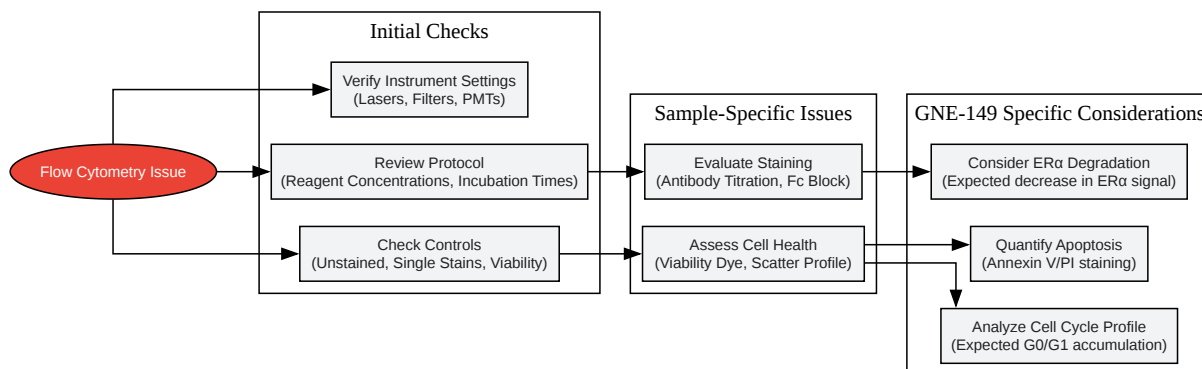 Initial Checks
Verify Instrument Settings
(Lasers, Filters, PMTs)
Sample-Specific Issues
GNE-149 Specific Considerations
Flow Cytometry Issue
Review Protocol
(Reagent Concentrations, Incubation Times)
Evaluate Staining
(Antibody Titration, Fc Block)
Consider ERα Degradation
(Expected decrease in ERα signal)
Check Controls
(Unstained, Single Stains, Viability)
Assess Cell Health
(Viability Dye, Scatter Profile)
Quantify Apoptosis
(Annexin V/PI staining)
Analyze Cell Cycle Profile
(Expected G0/G1 accumulation)